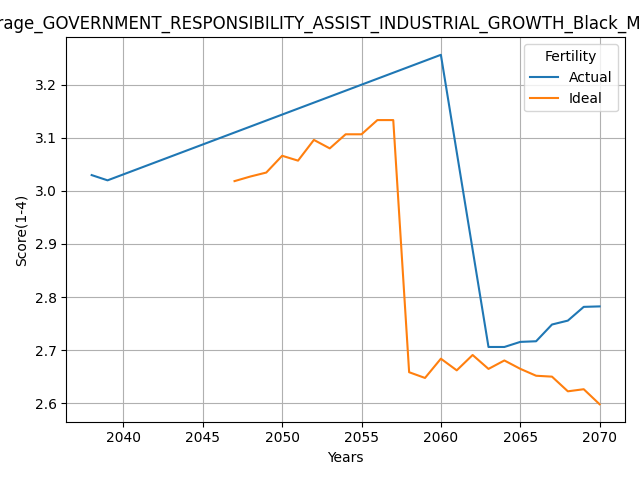 rage_GOVERNMENT_RESPONSIBILITY_ASSIST_INDUSTRIAL_GROWTH_Black_M
Fertility
Actual
Ideal
3.2
3.1
3.0
2.9
2.8
2.7
2.6
Score(1-4)
2040 2045 2050 2055 2060 2065 2070
Years